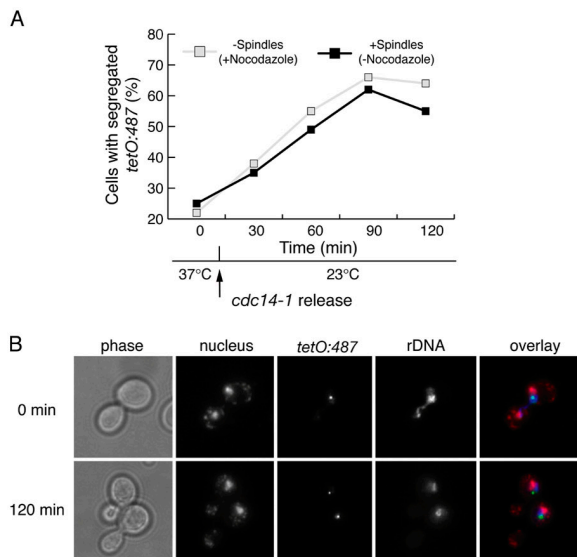 A
-Spindles
(+Nocodazole)
+Spindles
(-Nocodazole)
Cells with segregated
tetO:487 (%)
80
70
60
50
40
30
20
0 30 60 90 120
Time (min)
37°C 23°C
cdc14-1 release
B
phase nucleus tetO:487 rDNA overlay
0 min
120 min